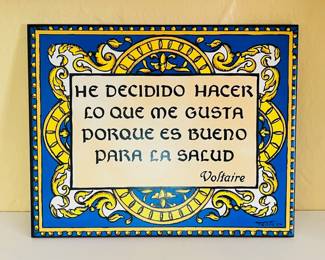 HE DECIDIDO HACER
LO QUE ME GUSTA
PORQUE ES BUENO
PARA LA SALUD
Voltaire